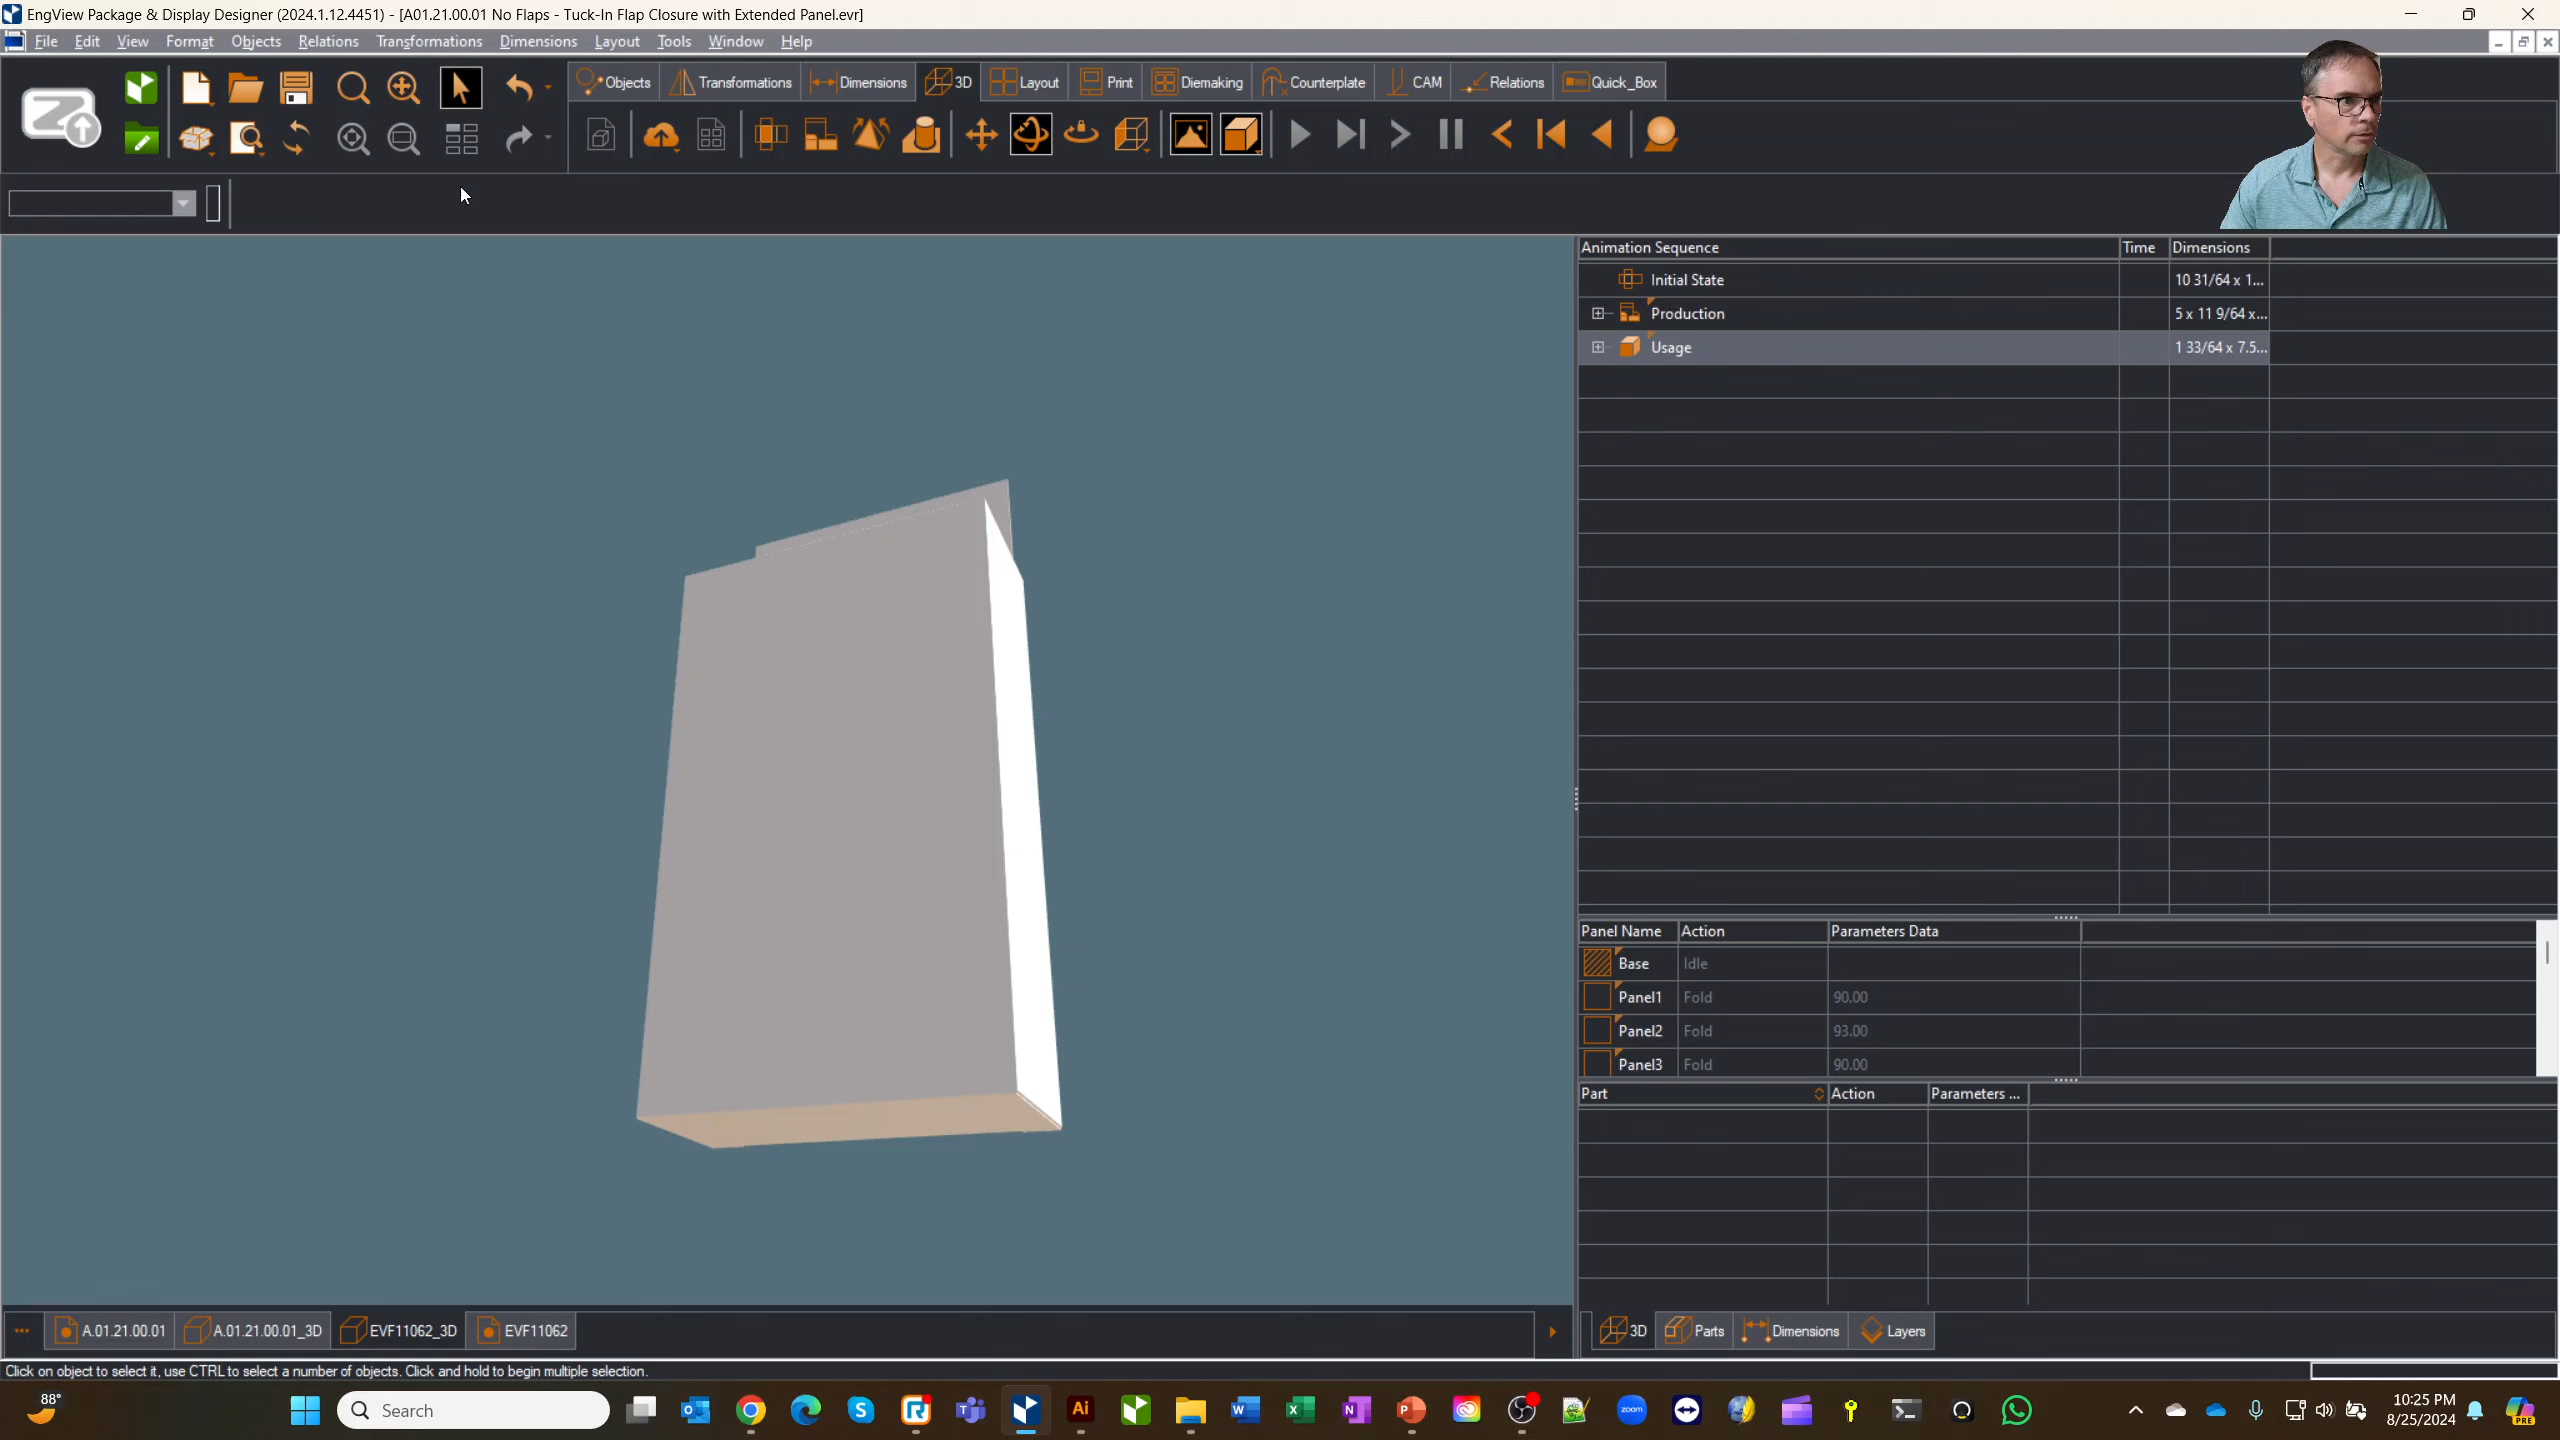 EngView Package & Display Designer (2024.1.12.4451) - [A01.21.00.01 No Flaps - Tuck-In Flap Closure with Extended Panel.evr]
File Edit View Format Objects Relations Transformations Dimensions Layout Tools Window Help
Objects Transformations Dimensions 3D Layout Print Diemaking Counterplate CAM Relations Quick_Box
Animation Sequence Time Dimensions
Initial State 10 31/64 x 1...
Production 5 x 11 9/64 x...
Usage 1 33/64 x 7.5...
Panel Name Action Parameters Data
Base Idle
Panel1 Fold 90.00
Panel2 Fold 93.00
Panel3 Fold 90.00
Part Action Parameters ...
A.01.21.00.01 A.01.21.00.01_3D EVF11062_3D EVF11062
3D Parts Dimensions Layers
Click on object to select it, use CTRL to select a number of objects. Click and hold to begin multiple selection.
88°
Search
Ai
zoom
PRE
10:25 PM
8/25/2024